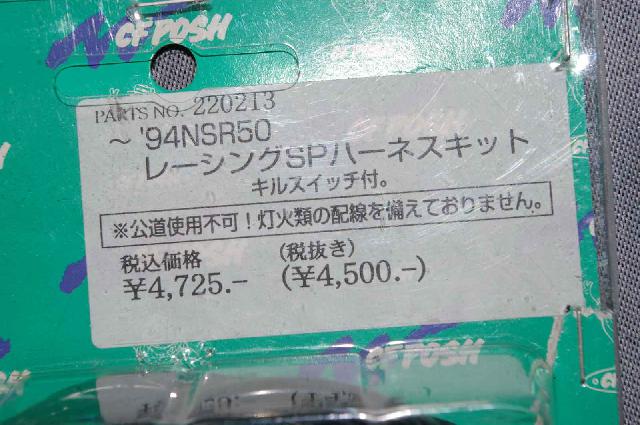 CF POSH
PARTS NO. 220213
～'94NSR50
レーシングSPハーネスキット
キルスイッチ付。
※公道使用不可！灯火類の配線を備えておりません。
税込価格 (税抜き)
¥4,725.- (¥4,500.-)
CF POSH
OSH